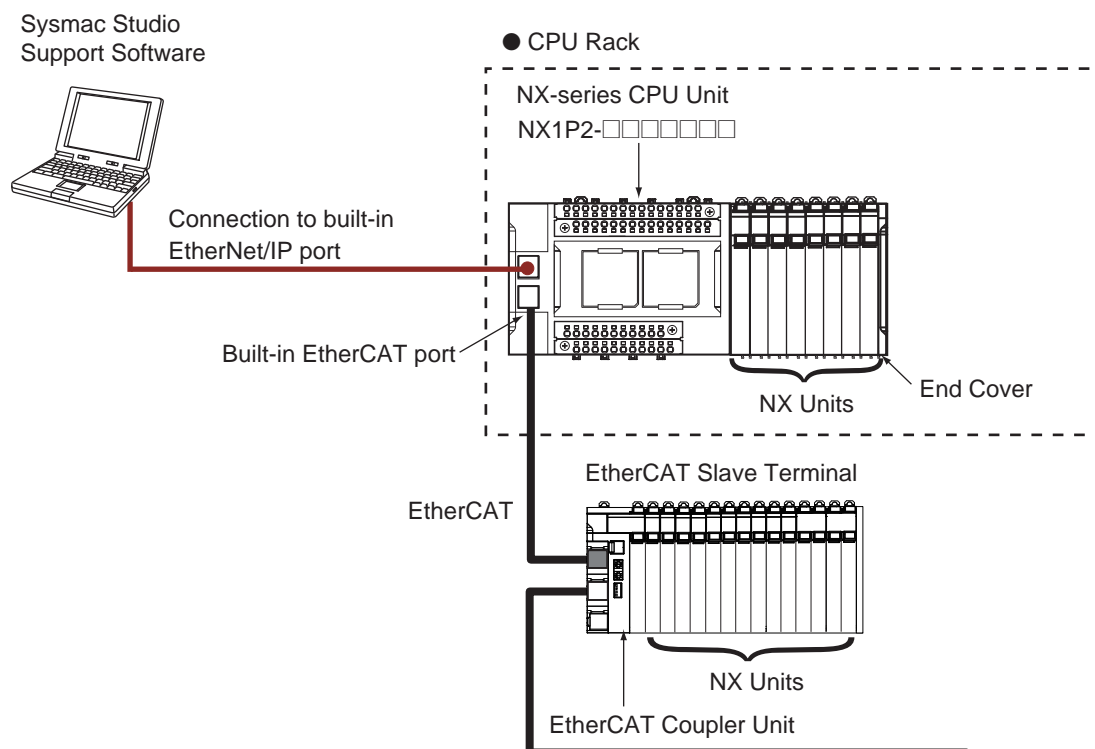 Sysmac Studio
Support Software
● CPU Rack
NX-series CPU Unit
NX1P2-□□□□□□□
Connection to built-in
EtherNet/IP port
Built-in EtherCAT port
End Cover
NX Units
EtherCAT Slave Terminal
EtherCAT
NX Units
EtherCAT Coupler Unit